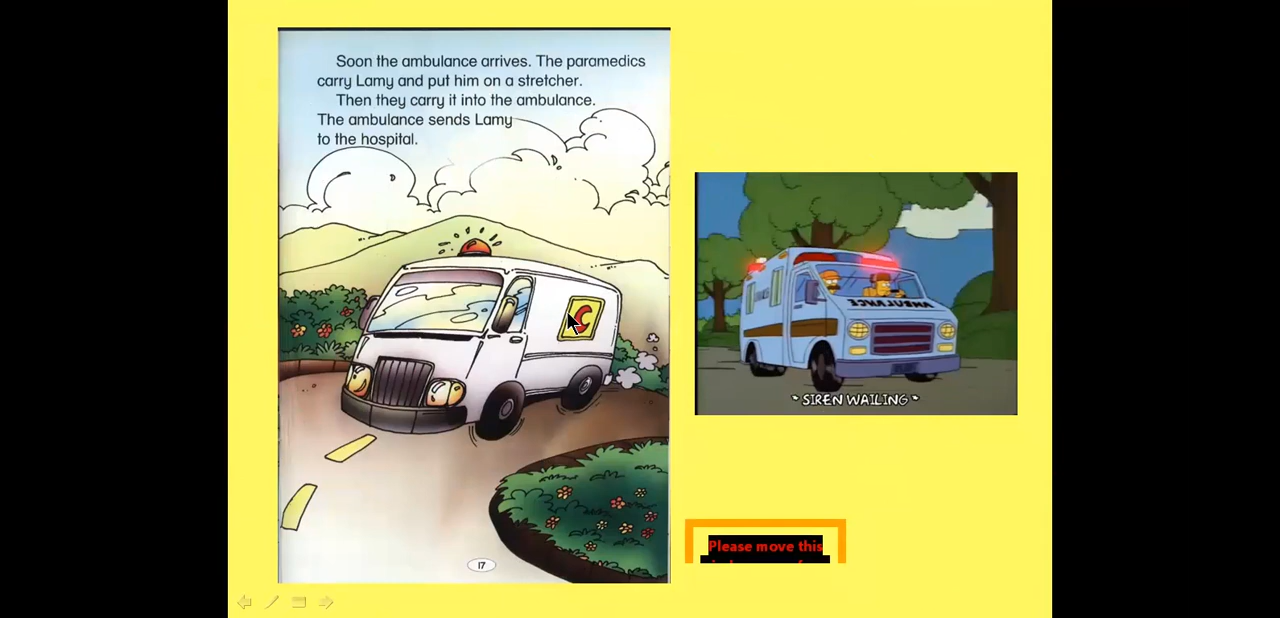 Soon the ambulance arrives. The paramedics
carry Lamy and put him on a stretcher.
Then they carry it into the ambulance.
The ambulance sends Lamy
to the hospital.
AMBULANCE
* SIREN WAILING *
17
Please move this